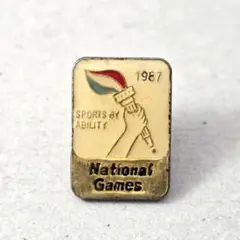 1987
SPORTS BY
ABILITY
National
Games